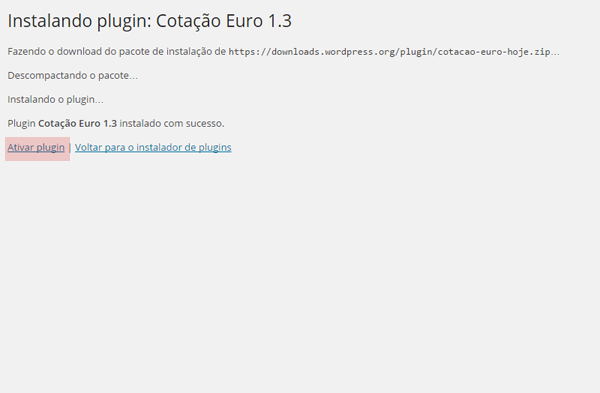 Instalando plugin: Cotação Euro 1.3
Fazendo o download do pacote de instalação de https://downloads.wordpress.org/plugin/cotacao-euro-hoje.zip…
Descompactando o pacote…
Instalando o plugin…
Plugin Cotação Euro 1.3 instalado com sucesso.
Ativar plugin | Voltar para o instalador de plugins